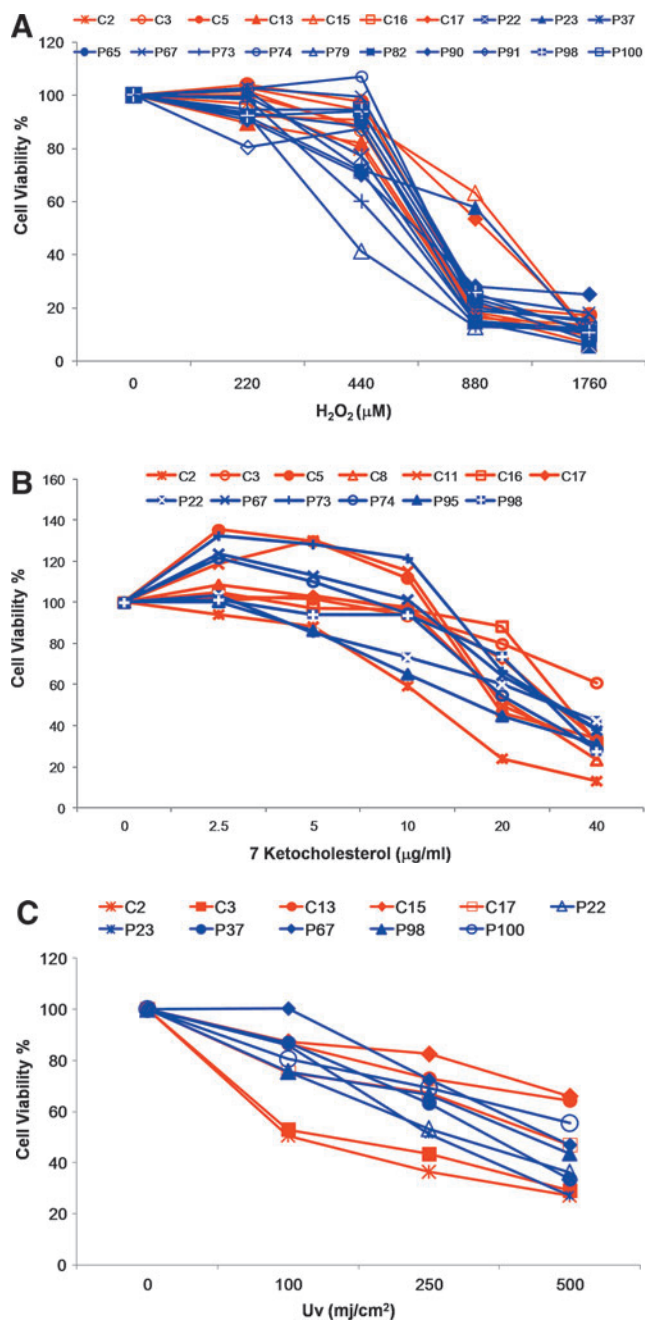 A
C2 C3 C5 C13 C15 C16 C17 P22 P23 P37
P65 P67 P73 P74 P79 P82 P90 P91 P98 P100
120
100
80
60
40
20
0
Cell Viability %
0 220 440 880 1760
H₂O₂ (µM)
B
C2 C3 C5 C8 C11 C16 C17
P22 P67 P73 P74 P95 P98
160
140
120
100
80
60
40
20
0
Cell Viability %
0 2.5 5 10 20 40
7 Ketocholesterol (µg/ml)
C
C2 C3 C13 C15 C17 P22
P23 P37 P67 P98 P100
120
100
80
60
40
20
0
Cell Viability %
0 100 250 500
Uv (mj/cm²)